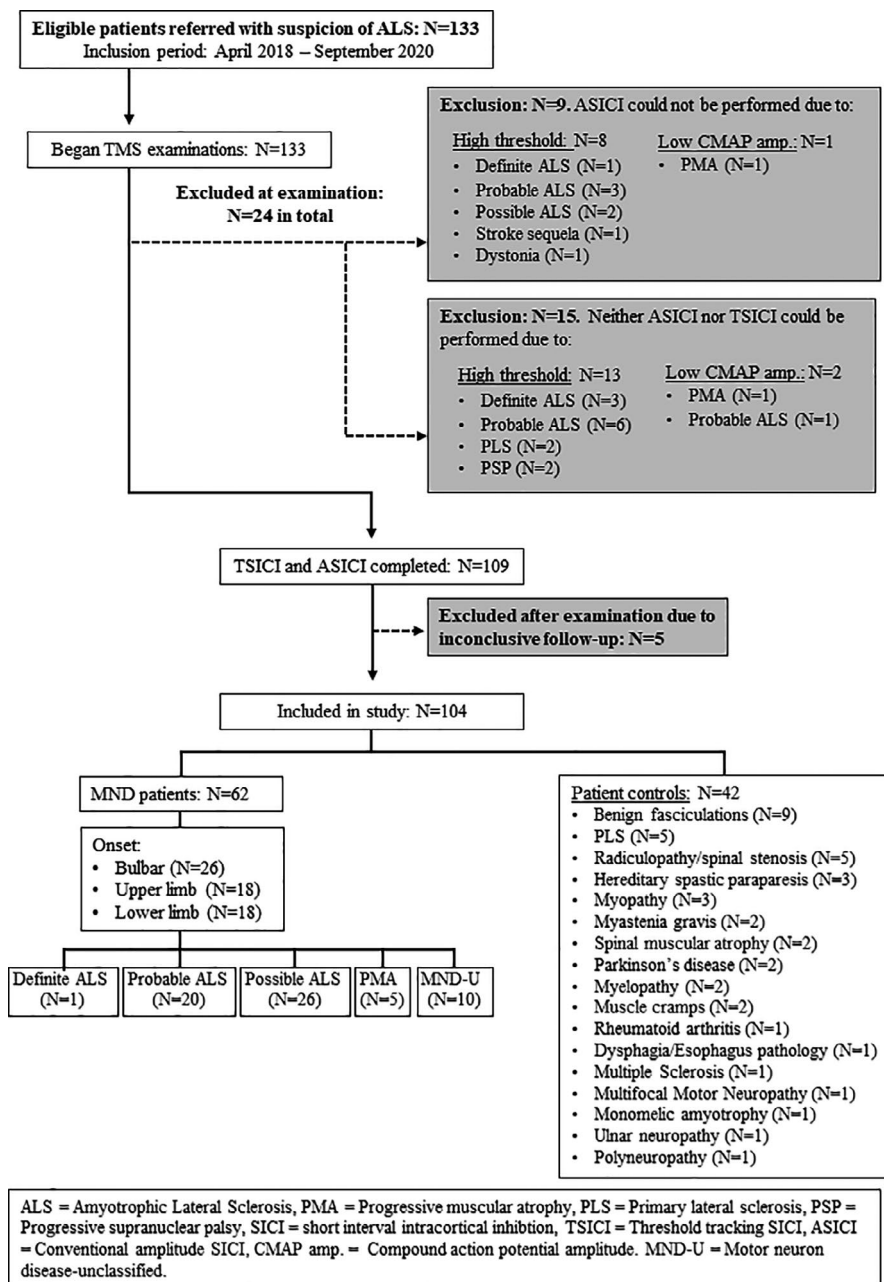 Eligible patients referred with suspicion of ALS: N=133
Inclusion period: April 2018 – September 2020
Began TMS examinations: N=133
Excluded at examination:
N=24 in total
Exclusion: N=9. ASICI could not be performed due to:
High threshold: N=8
• Definite ALS (N=1)
• Probable ALS (N=3)
• Possible ALS (N=2)
• Stroke sequela (N=1)
• Dystonia (N=1)
Low CMAP amp.: N=1
• PMA (N=1)
Exclusion: N=15. Neither ASICI nor TSICI could be
performed due to:
High threshold: N=13
• Definite ALS (N=3)
• Probable ALS (N=6)
• PLS (N=2)
• PSP (N=2)
Low CMAP amp.: N=2
• PMA (N=1)
• Probable ALS (N=1)
TSICI and ASICI completed: N=109
Excluded after examination due to
inconclusive follow-up: N=5
Included in study: N=104
MND patients: N=62
Onset:
• Bulbar (N=26)
• Upper limb (N=18)
• Lower limb (N=18)
Definite ALS
(N=1)
Probable ALS
(N=20)
Possible ALS
(N=26)
PMA
(N=5)
MND-U
(N=10)
Patient controls: N=42
• Benign fasciculations (N=9)
• PLS (N=5)
• Radiculopathy/spinal stenosis (N=5)
• Hereditary spastic paraparesis (N=3)
• Myopathy (N=3)
• Myastenia gravis (N=2)
• Spinal muscular atrophy (N=2)
• Parkinson's disease (N=2)
• Myelopathy (N=2)
• Muscle cramps (N=2)
• Rheumatoid arthritis (N=1)
• Dysphagia/Esophagus pathology (N=1)
• Multiple Sclerosis (N=1)
• Multifocal Motor Neuropathy (N=1)
• Monomelic amyotrophy (N=1)
• Ulnar neuropathy (N=1)
• Polyneuropathy (N=1)
ALS = Amyotrophic Lateral Sclerosis, PMA = Progressive muscular atrophy, PLS = Primary lateral sclerosis, PSP =
Progressive supranuclear palsy, SICI = short interval intracortical inhibtion, TSICI = Threshold tracking SICI, ASICI
= Conventional amplitude SICI, CMAP amp. = Compound action potential amplitude. MND-U = Motor neuron
disease-unclassified.